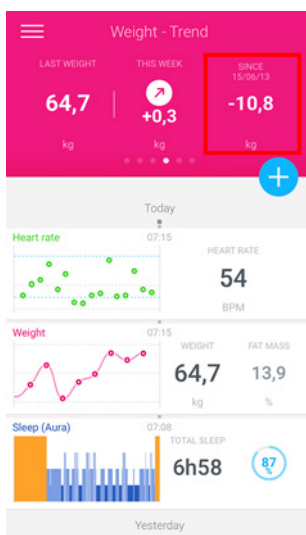 Weight - Trend
LAST WEIGHT THIS WEEK SINCE 15/06/13
64,7 +0,3 -10,8
kg kg kg
+
Today
Heart rate 07:15
HEART RATE
54
BPM
Weight 07:15
WEIGHT FAT MASS
64,7 13,9
kg %
Sleep (Aura) 07:08
TOTAL SLEEP
6h58 87 %
Yesterday